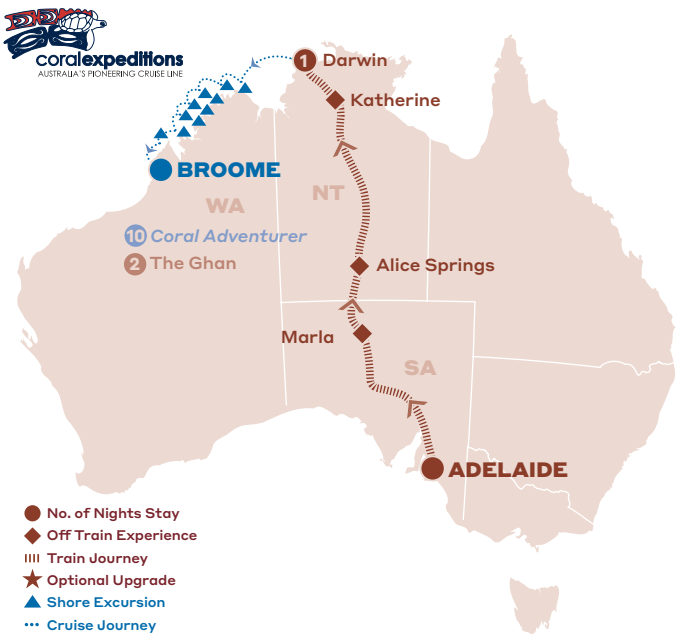 coralexpeditions
AUSTRALIA'S PIONEERING CRUISE LINE
1 Darwin
Katherine
BROOME
NT
WA
10 Coral Adventurer
2 The Ghan
Alice Springs
Marla
SA
ADELAIDE
No. of Nights Stay
Off Train Experience
Train Journey
Optional Upgrade
Shore Excursion
Cruise Journey